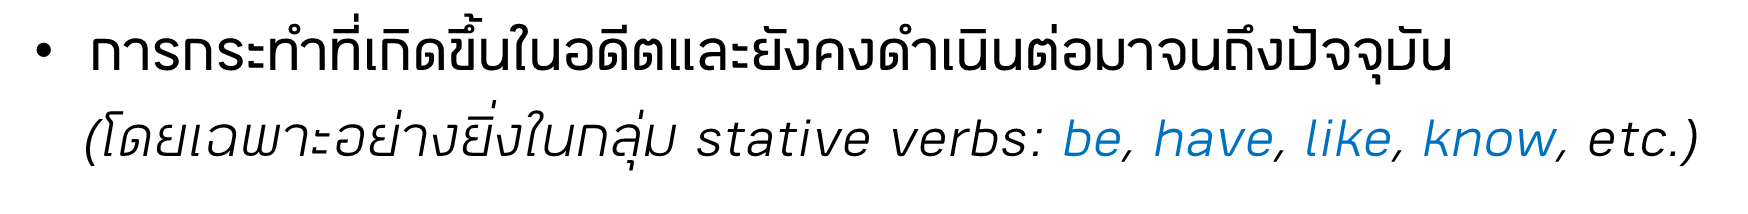 • การกระทำที่เกิดขึ้นในอดีตและยังคงดำเนินต่อมาจนถึงปัจจุบัน
(โดยเฉพาะอย่างยิ่งในกลุ่ม stative verbs: be, have, like, know, etc.)